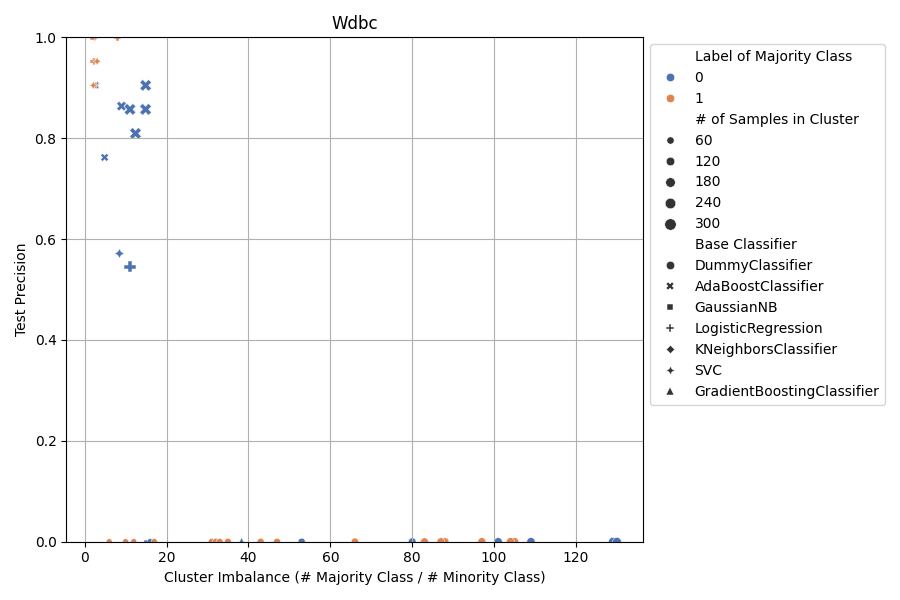 Wdbc
1.0
0.8
0.6
0.4
0.2
0.0
Test Precision
0 20 40 60 80 100 120
Cluster Imbalance (# Majority Class / # Minority Class)
Label of Majority Class
0
1
# of Samples in Cluster
60
120
180
240
300
Base Classifier
DummyClassifier
AdaBoostClassifier
GaussianNB
LogisticRegression
KNeighborsClassifier
SVC
GradientBoostingClassifier